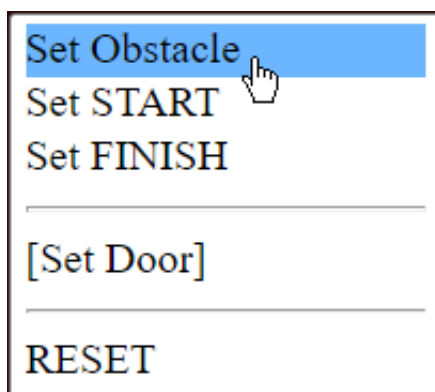 Set Obstacle
Set START
Set FINISH
[Set Door]
RESET